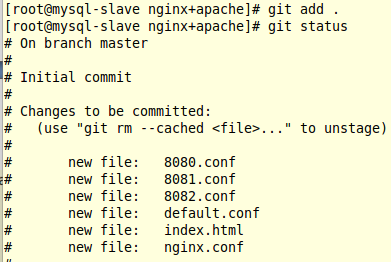 [root@mysql-slave nginx+apache]# git add .
[root@mysql-slave nginx+apache]# git status
# On branch master
#
# Initial commit
#
# Changes to be committed:
#   (use "git rm --cached <file>..." to unstage)
#
#       new file:   8080.conf
#       new file:   8081.conf
#       new file:   8082.conf
#       new file:   default.conf
#       new file:   index.html
#       new file:   nginx.conf
#